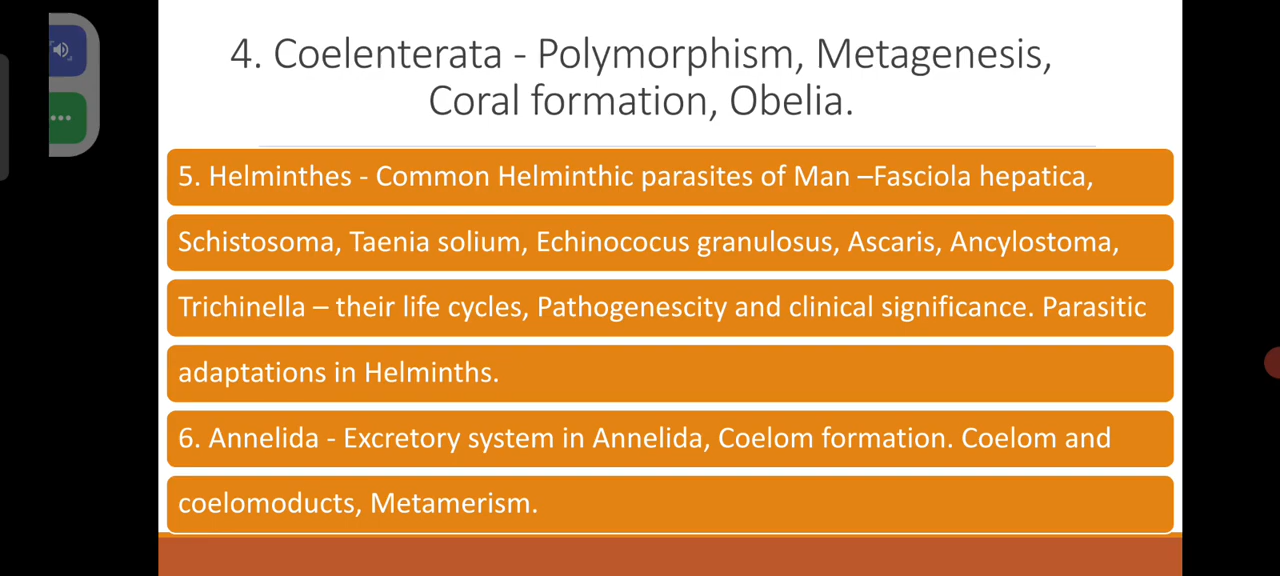 4. Coelenterata - Polymorphism, Metagenesis,
Coral formation, Obelia.
5. Helminthes - Common Helminthic parasites of Man –Fasciola hepatica,
Schistosoma, Taenia solium, Echinococus granulosus, Ascaris, Ancylostoma,
Trichinella – their life cycles, Pathogenescity and clinical significance. Parasitic
adaptations in Helminths.
6. Annelida - Excretory system in Annelida, Coelom formation. Coelom and
coelomoducts, Metamerism.